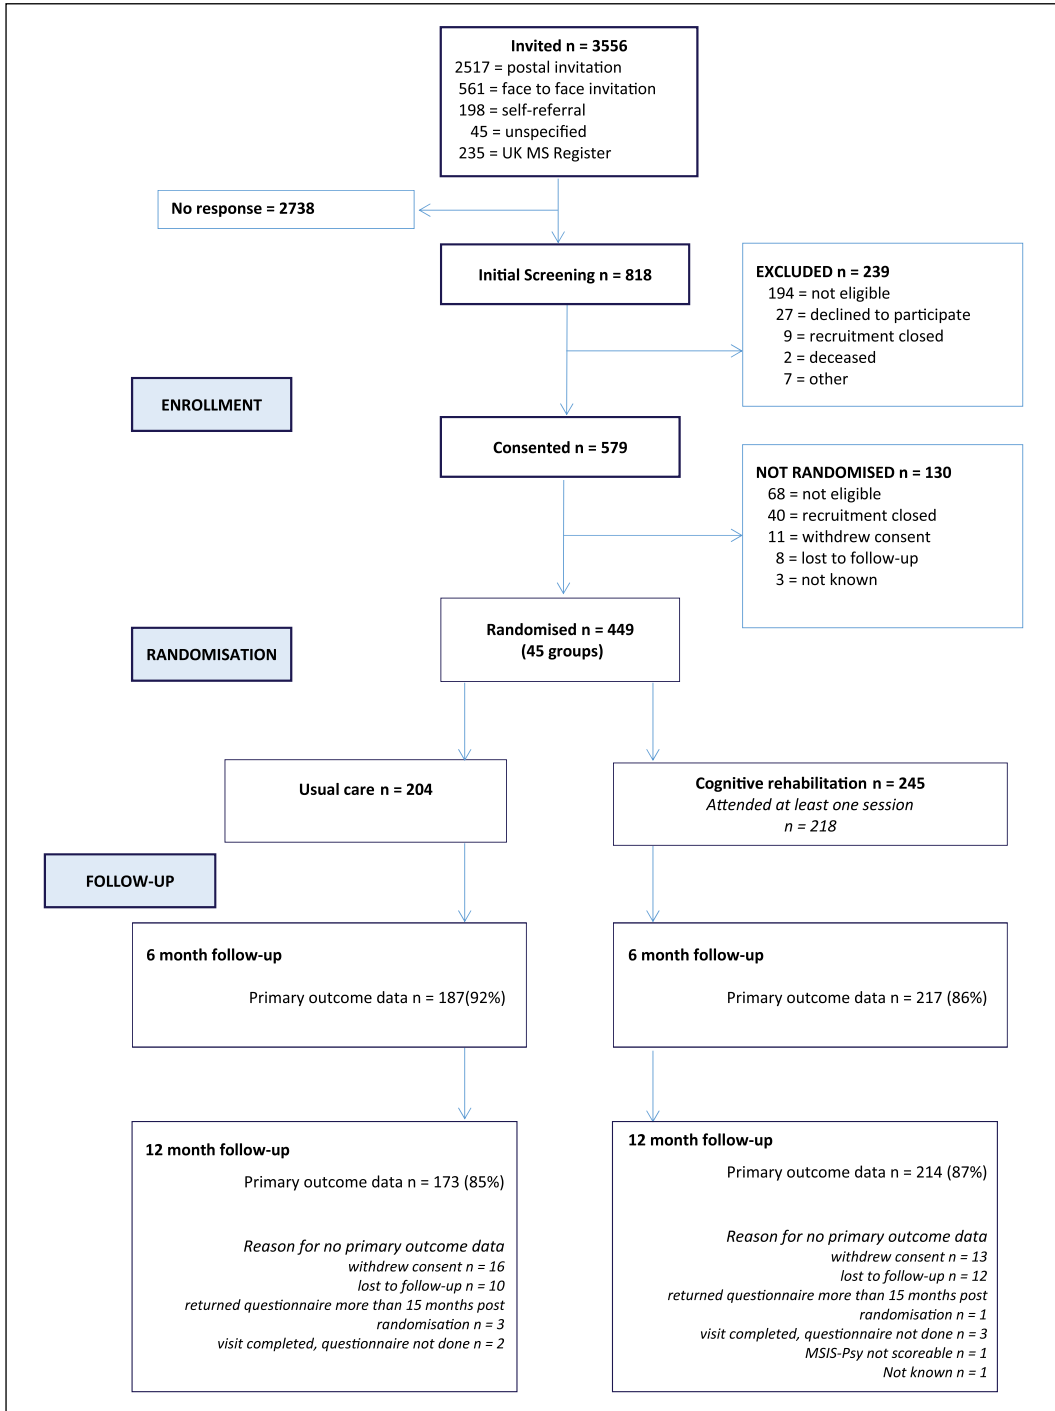 Invited n = 3556
2517 = postal invitation
561 = face to face invitation
198 = self-referral
45 = unspecified
235 = UK MS Register
No response = 2738
Initial Screening n = 818
EXCLUDED n = 239
194 = not eligible
27 = declined to participate
9 = recruitment closed
2 = deceased
7 = other
ENROLLMENT
Consented n = 579
NOT RANDOMISED n = 130
68 = not eligible
40 = recruitment closed
11 = withdrew consent
8 = lost to follow-up
3 = not known
Randomised n = 449
(45 groups)
RANDOMISATION
Usual care n = 204
Cognitive rehabilitation n = 245
Attended at least one session
n = 218
FOLLOW-UP
6 month follow-up
Primary outcome data n = 187(92%)
6 month follow-up
Primary outcome data n = 217 (86%)
12 month follow-up
Primary outcome data n = 173 (85%)
Reason for no primary outcome data
withdrew consent n = 16
lost to follow-up n = 10
returned questionnaire more than 15 months post
randomisation n = 3
visit completed, questionnaire not done n = 2
12 month follow-up
Primary outcome data n = 214 (87%)
Reason for no primary outcome data
withdrew consent n = 13
lost to follow-up n = 12
returned questionnaire more than 15 months post
randomisation n = 1
visit completed, questionnaire not done n = 3
MSIS-Psy not scoreable n = 1
Not known n = 1